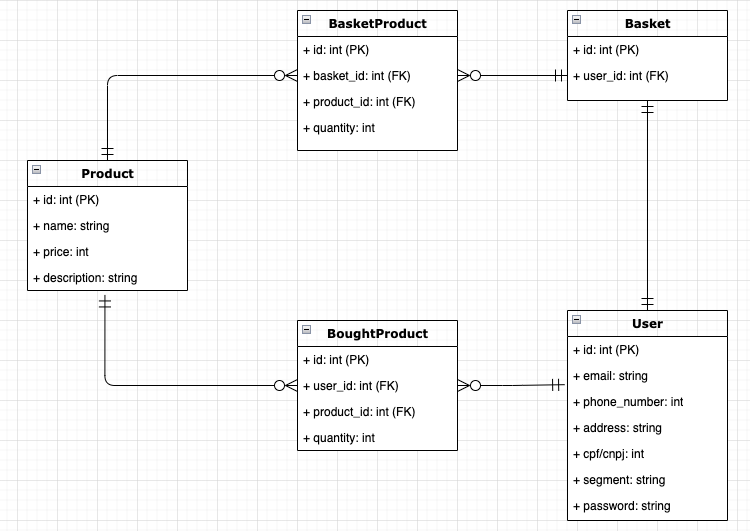 BasketProduct
+ id: int (PK)
+ basket_id: int (FK)
+ product_id: int (FK)
+ quantity: int
Basket
+ id: int (PK)
+ user_id: int (FK)
Product
+ id: int (PK)
+ name: string
+ price: int
+ description: string
BoughtProduct
+ id: int (PK)
+ user_id: int (FK)
+ product_id: int (FK)
+ quantity: int
User
+ id: int (PK)
+ email: string
+ phone_number: int
+ address: string
+ cpf/cnpj: int
+ segment: string
+ password: string